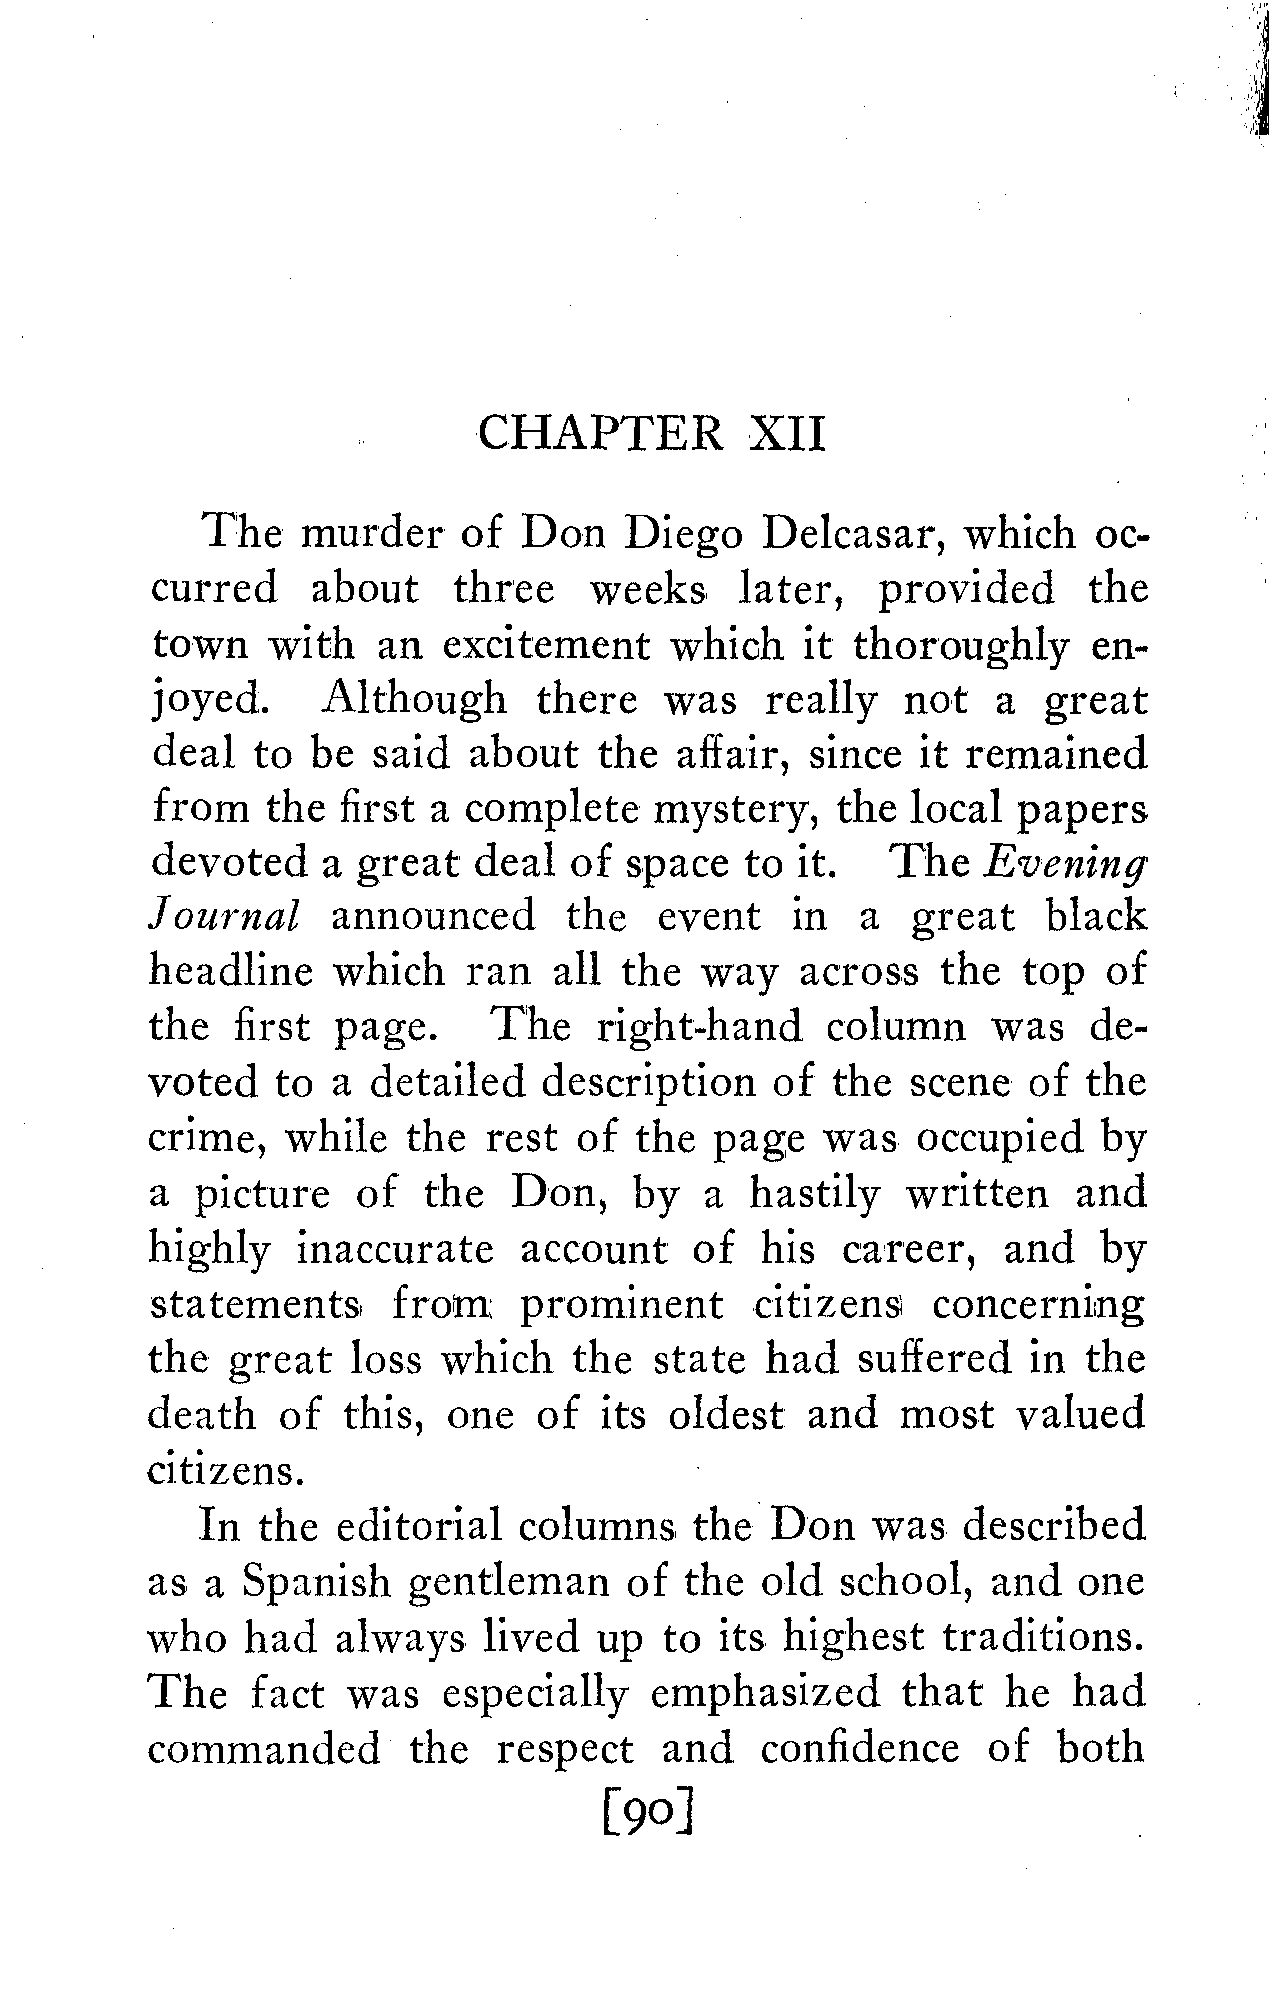 CHAPTER XII
The murder of Don Diego Delcasar, which oc-
curred about three weeks later, provided the
town with an excitement which it thoroughly en-
joyed. Although there was really not a great
deal to be said about the affair, since it remained
from the first a complete mystery, the local papers
devoted a great deal of space to it. The Evening
Journal announced the event in a great black
headline which ran all the way across the top of
the first page. The right-hand column was de-
voted to a detailed description of the scene of the
crime, while the rest of the page was occupied by
a picture of the Don, by a hastily written and
highly inaccurate account of his career, and by
statements from prominent citizens concerning
the great loss which the state had suffered in the
death of this, one of its oldest and most valued
citizens.
In the editorial columns the Don was described
as a Spanish gentleman of the old school, and one
who had always lived up to its highest traditions.
The fact was especially emphasized that he had
commanded the respect and confidence of both
[90]